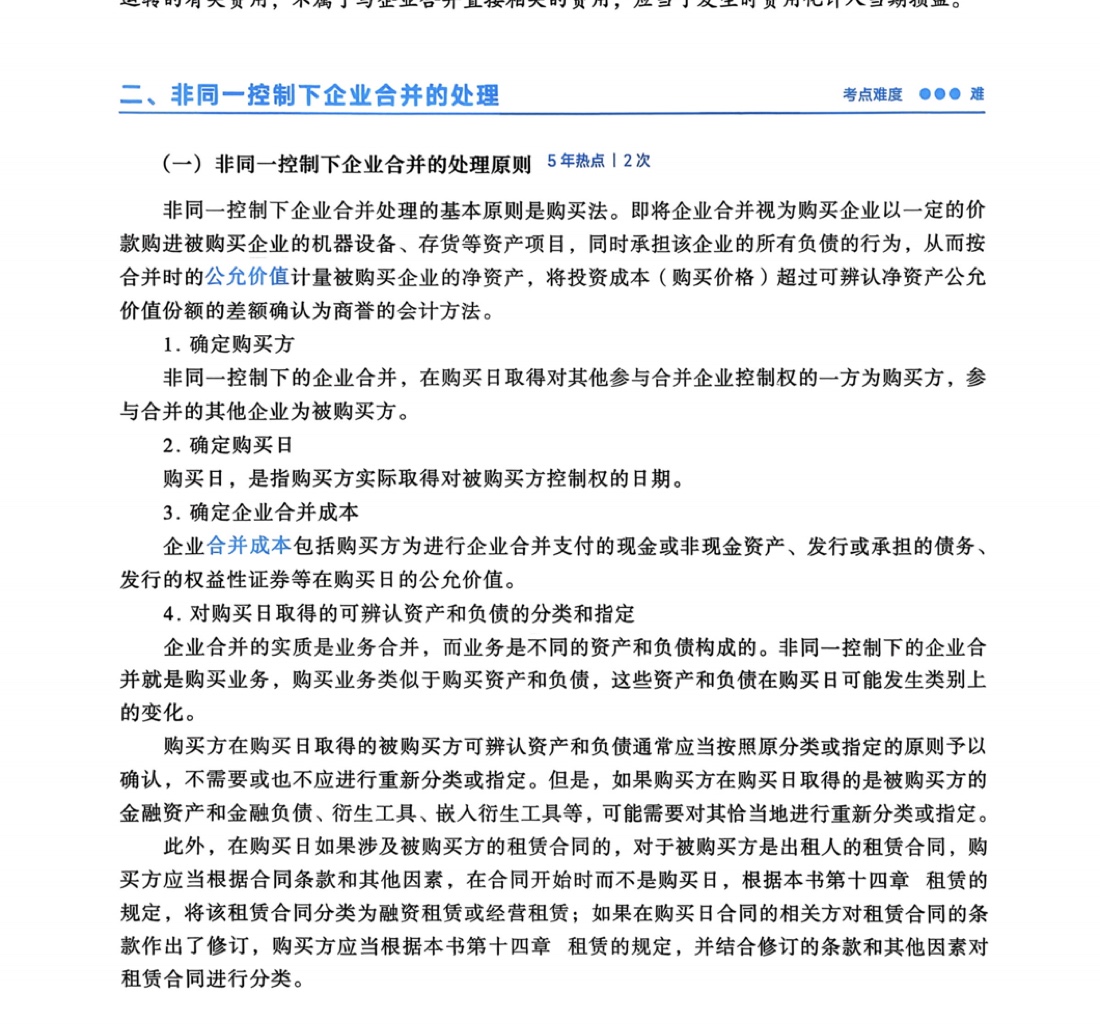 二、非同一控制下企业合并的处理 考点难度 ●●● 难
（一）非同一控制下企业合并的处理原则 5年热点 | 2次
非同一控制下企业合并处理的基本原则是购买法。即将企业合并视为购买企业以一定的价
款购进被购买企业的机器设备、存货等资产项目，同时承担该企业的所有负债的行为，从而按
合并时的公允价值计量被购买企业的净资产，将投资成本（购买价格）超过可辨认净资产公允
价值份额的差额确认为商誉的会计方法。
1. 确定购买方
非同一控制下的企业合并，在购买日取得对其他参与合并企业控制权的一方为购买方，参
与合并的其他企业为被购买方。
2. 确定购买日
购买日，是指购买方实际取得对被购买方控制权的日期。
3. 确定企业合并成本
企业合并成本包括购买方为进行企业合并支付的现金或非现金资产、发行或承担的债务、
发行的权益性证券等在购买日的公允价值。
4. 对购买日取得的可辨认资产和负债的分类和指定
企业合并的实质是业务合并，而业务是不同的资产和负债构成的。非同一控制下的企业合
并就是购买业务，购买业务类似于购买资产和负债，这些资产和负债在购买日可能发生类别上
的变化。
购买方在购买日取得的被购买方可辨认资产和负债通常应当按照原分类或指定的原则予以
确认，不需要或也不应进行重新分类或指定。但是，如果购买方在购买日取得的是被购买方的
金融资产和金融负债、衍生工具、嵌入衍生工具等，可能需要对其恰当地进行重新分类或指定。
此外，在购买日如果涉及被购买方的租赁合同的，对于被购买方是出租人的租赁合同，购
买方应当根据合同条款和其他因素，在合同开始时而不是购买日，根据本书第十四章 租赁的
规定，将该租赁合同分类为融资租赁或经营租赁；如果在购买日合同的相关方对租赁合同的条
款作出了修订，购买方应当根据本书第十四章 租赁的规定，并结合修订的条款和其他因素对
租赁合同进行分类。